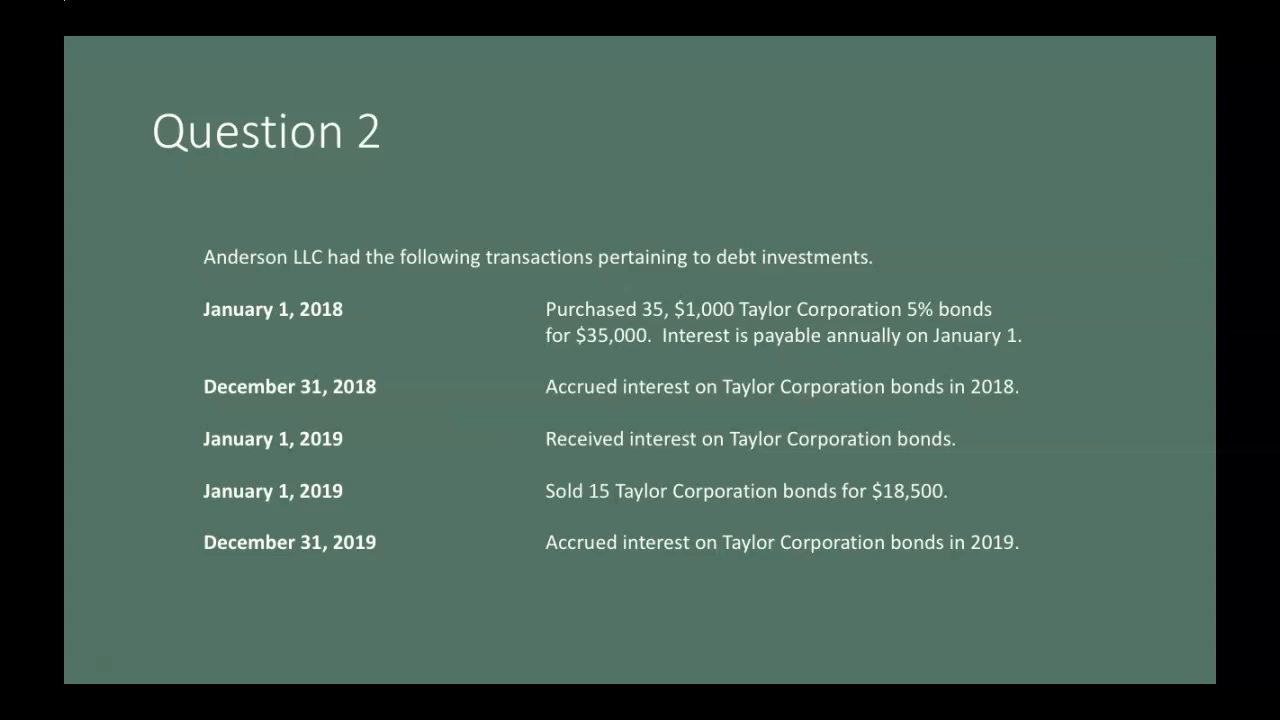 Question 2
Anderson LLC had the following transactions pertaining to debt investments.
January 1, 2018 Purchased 35, $1,000 Taylor Corporation 5% bonds
for $35,000. Interest is payable annually on January 1.
December 31, 2018 Accrued interest on Taylor Corporation bonds in 2018.
January 1, 2019 Received interest on Taylor Corporation bonds.
January 1, 2019 Sold 15 Taylor Corporation bonds for $18,500.
December 31, 2019 Accrued interest on Taylor Corporation bonds in 2019.